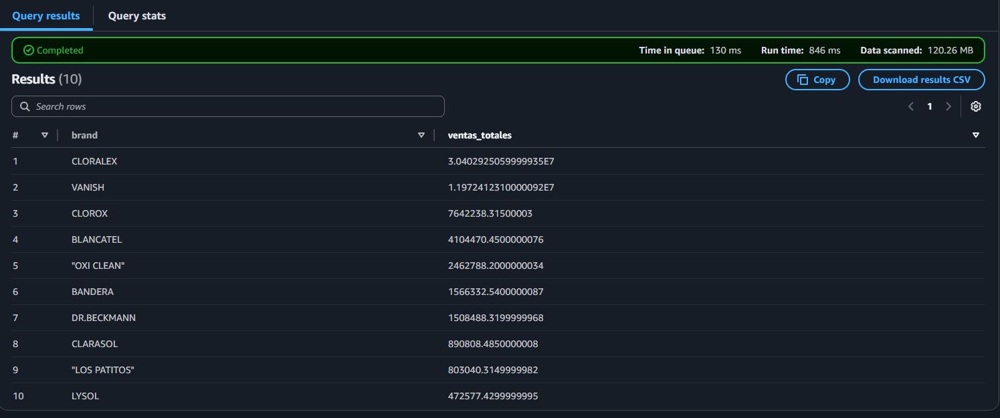 Query results Query stats
Completed Time in queue: 130 ms Run time: 846 ms Data scanned: 120.26 MB
Results (10) Copy Download results CSV
Search rows 1
# brand ventas_totales
1 CLORALEX 3.0402925059999935E7
2 VANISH 1.1972412310000092E7
3 CLOROX 7642238.31500003
4 BLANCATEL 4104470.4500000076
5 "OXI CLEAN" 2462788.2000000034
6 BANDERA 1566332.5400000087
7 DR.BECKMANN 1508488.3199999968
8 CLARASOL 890808.4850000008
9 "LOS PATITOS" 803040.3149999982
10 LYSOL 472577.4299999995